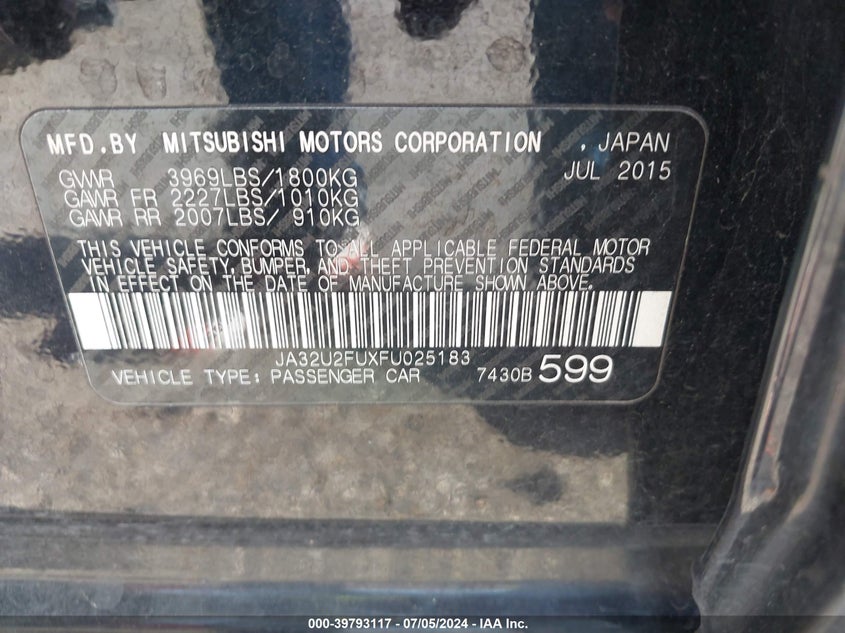 MFD.BY MITSUBISHI MOTORS CORPORATION , JAPAN
GVWR 3969LBS/1800KG JUL 2015
GAWR FR 2227LBS/1010KG
GAWR RR 2007LBS/ 910KG
THIS VEHICLE CONFORMS TO ALL APPLICABLE FEDERAL MOTOR
VEHICLE SAFETY, BUMPER, AND THEFT PREVENTION STANDARDS
IN EFFECT ON THE DATE OF MANUFACTURE SHOWN ABOVE.
JA32U2FUXFU025183
VEHICLE TYPE: PASSENGER CAR 7430B 599
000-39793117 - 07/05/2024 - IAA Inc.